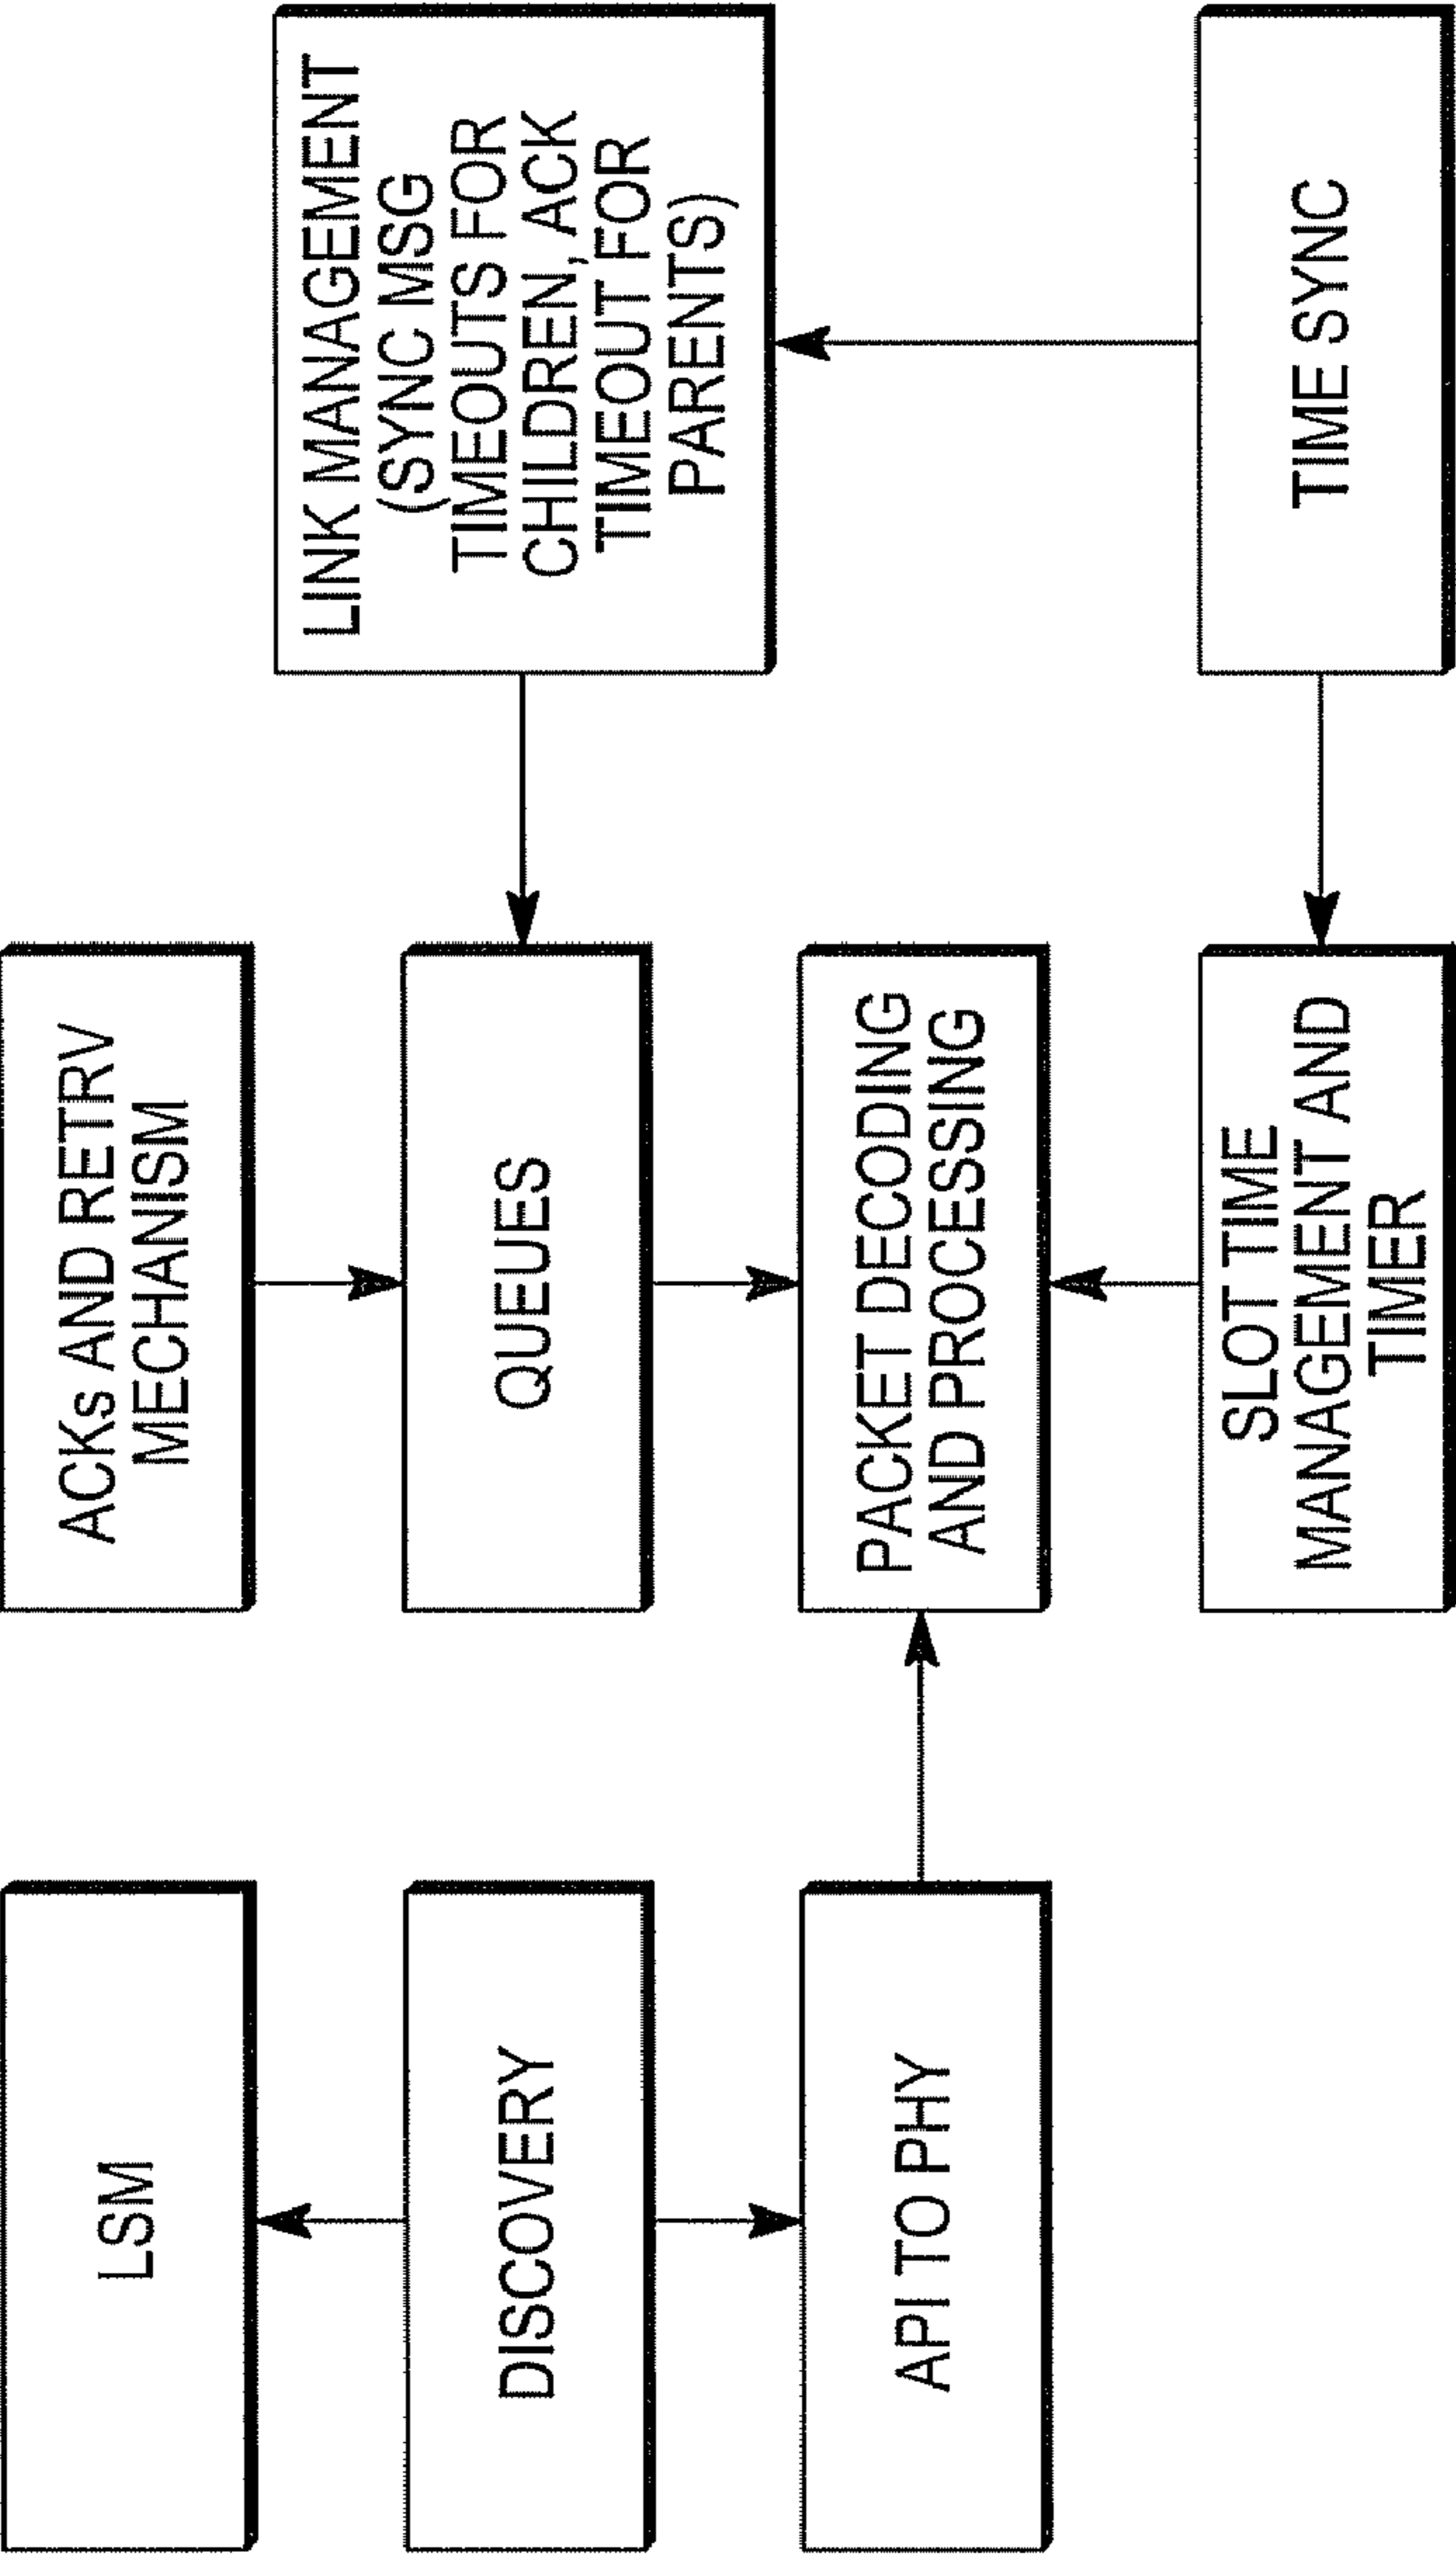 LSM
ACKs AND RETRV
MECHANISM
LINK MANAGEMENT
(SYNC MSG
TIMEOUTS FOR
CHILDREN, ACK
TIMEOUT FOR
PARENTS)
DISCOVERY
QUEUES
API TO PHY
PACKET DECODING
AND PROCESSING
SLOT TIME
MANAGEMENT AND
TIMER
TIME SYNC